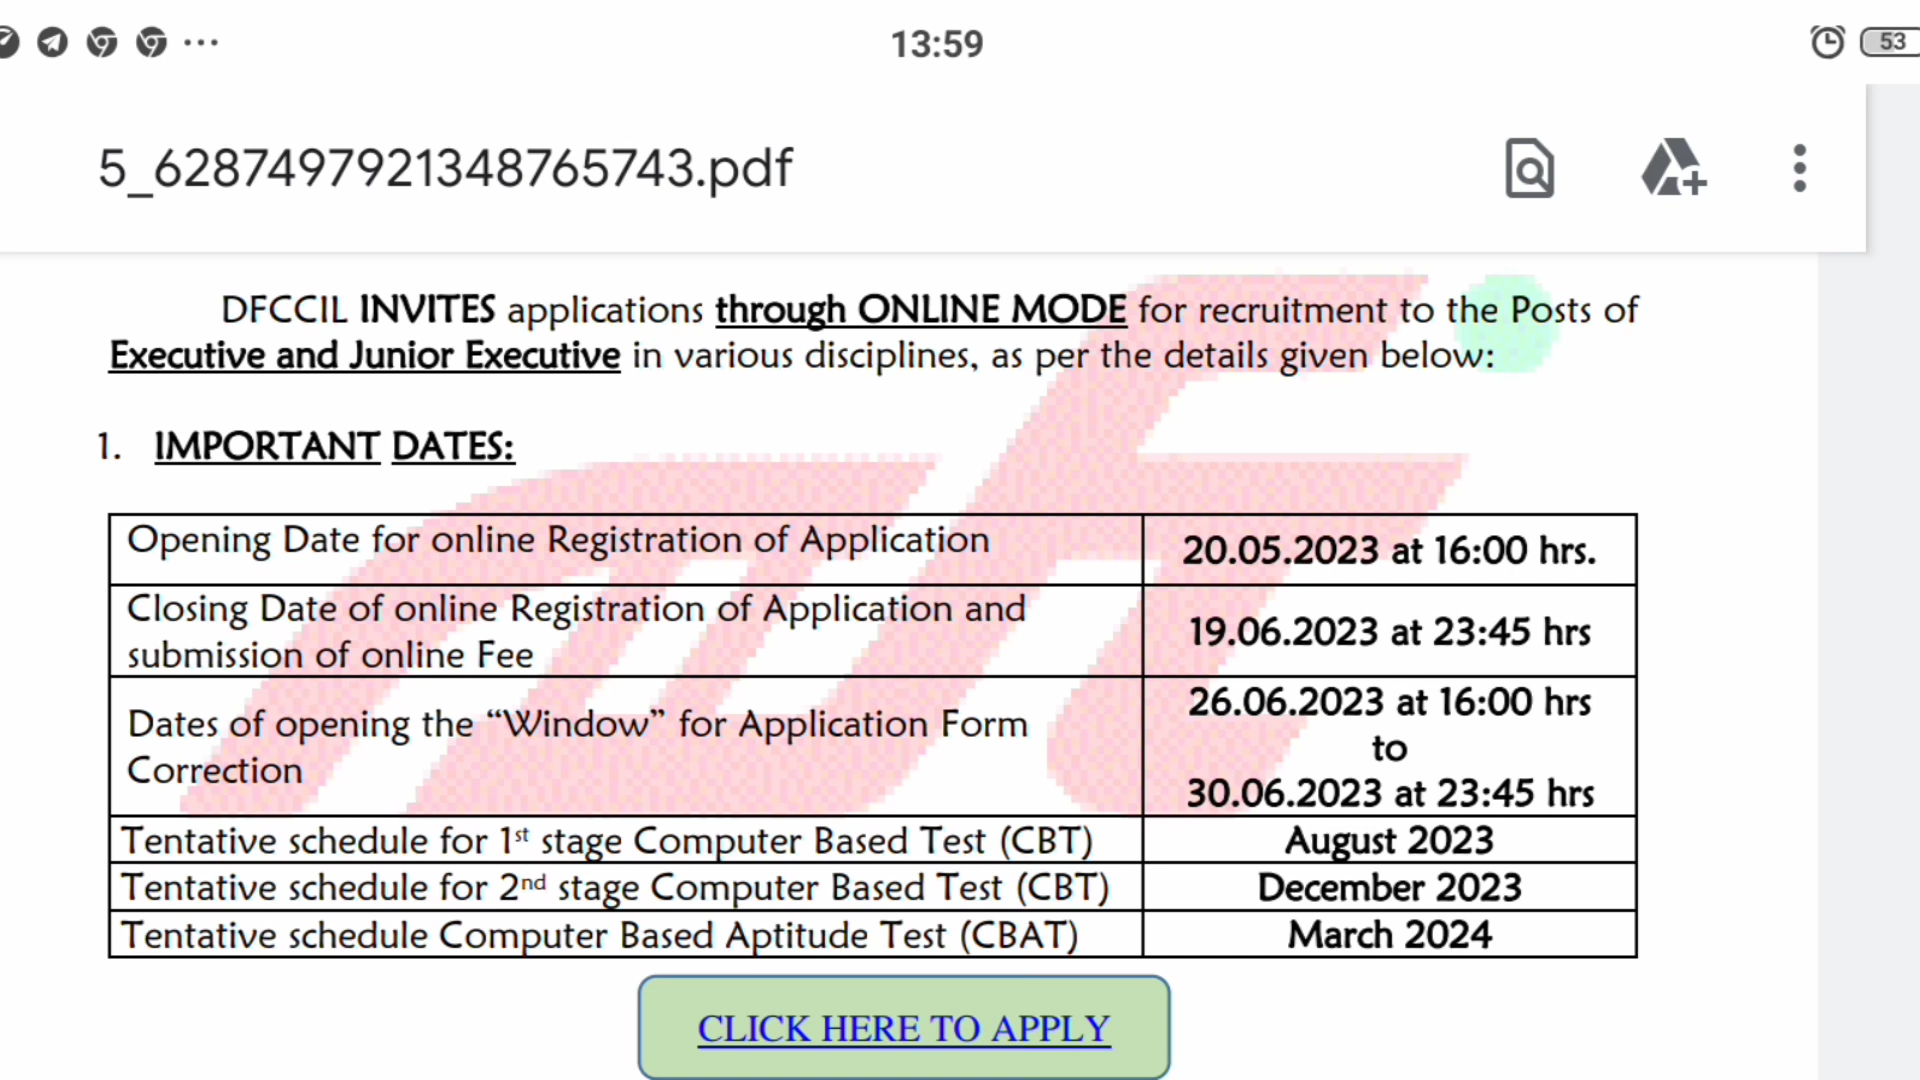 13:59
53
5_6287497921348765743.pdf
DFCCIL INVITES applications through ONLINE MODE for recruitment to the Posts of
Executive and Junior Executive in various disciplines, as per the details given below:
1. IMPORTANT DATES:
Opening Date for online Registration of Application
20.05.2023 at 16:00 hrs.
Closing Date of online Registration of Application and
submission of online Fee
19.06.2023 at 23:45 hrs
Dates of opening the “Window” for Application Form
Correction
26.06.2023 at 16:00 hrs
to
30.06.2023 at 23:45 hrs
Tentative schedule for 1st stage Computer Based Test (CBT)
August 2023
Tentative schedule for 2nd stage Computer Based Test (CBT)
December 2023
Tentative schedule Computer Based Aptitude Test (CBAT)
March 2024
CLICK HERE TO APPLY